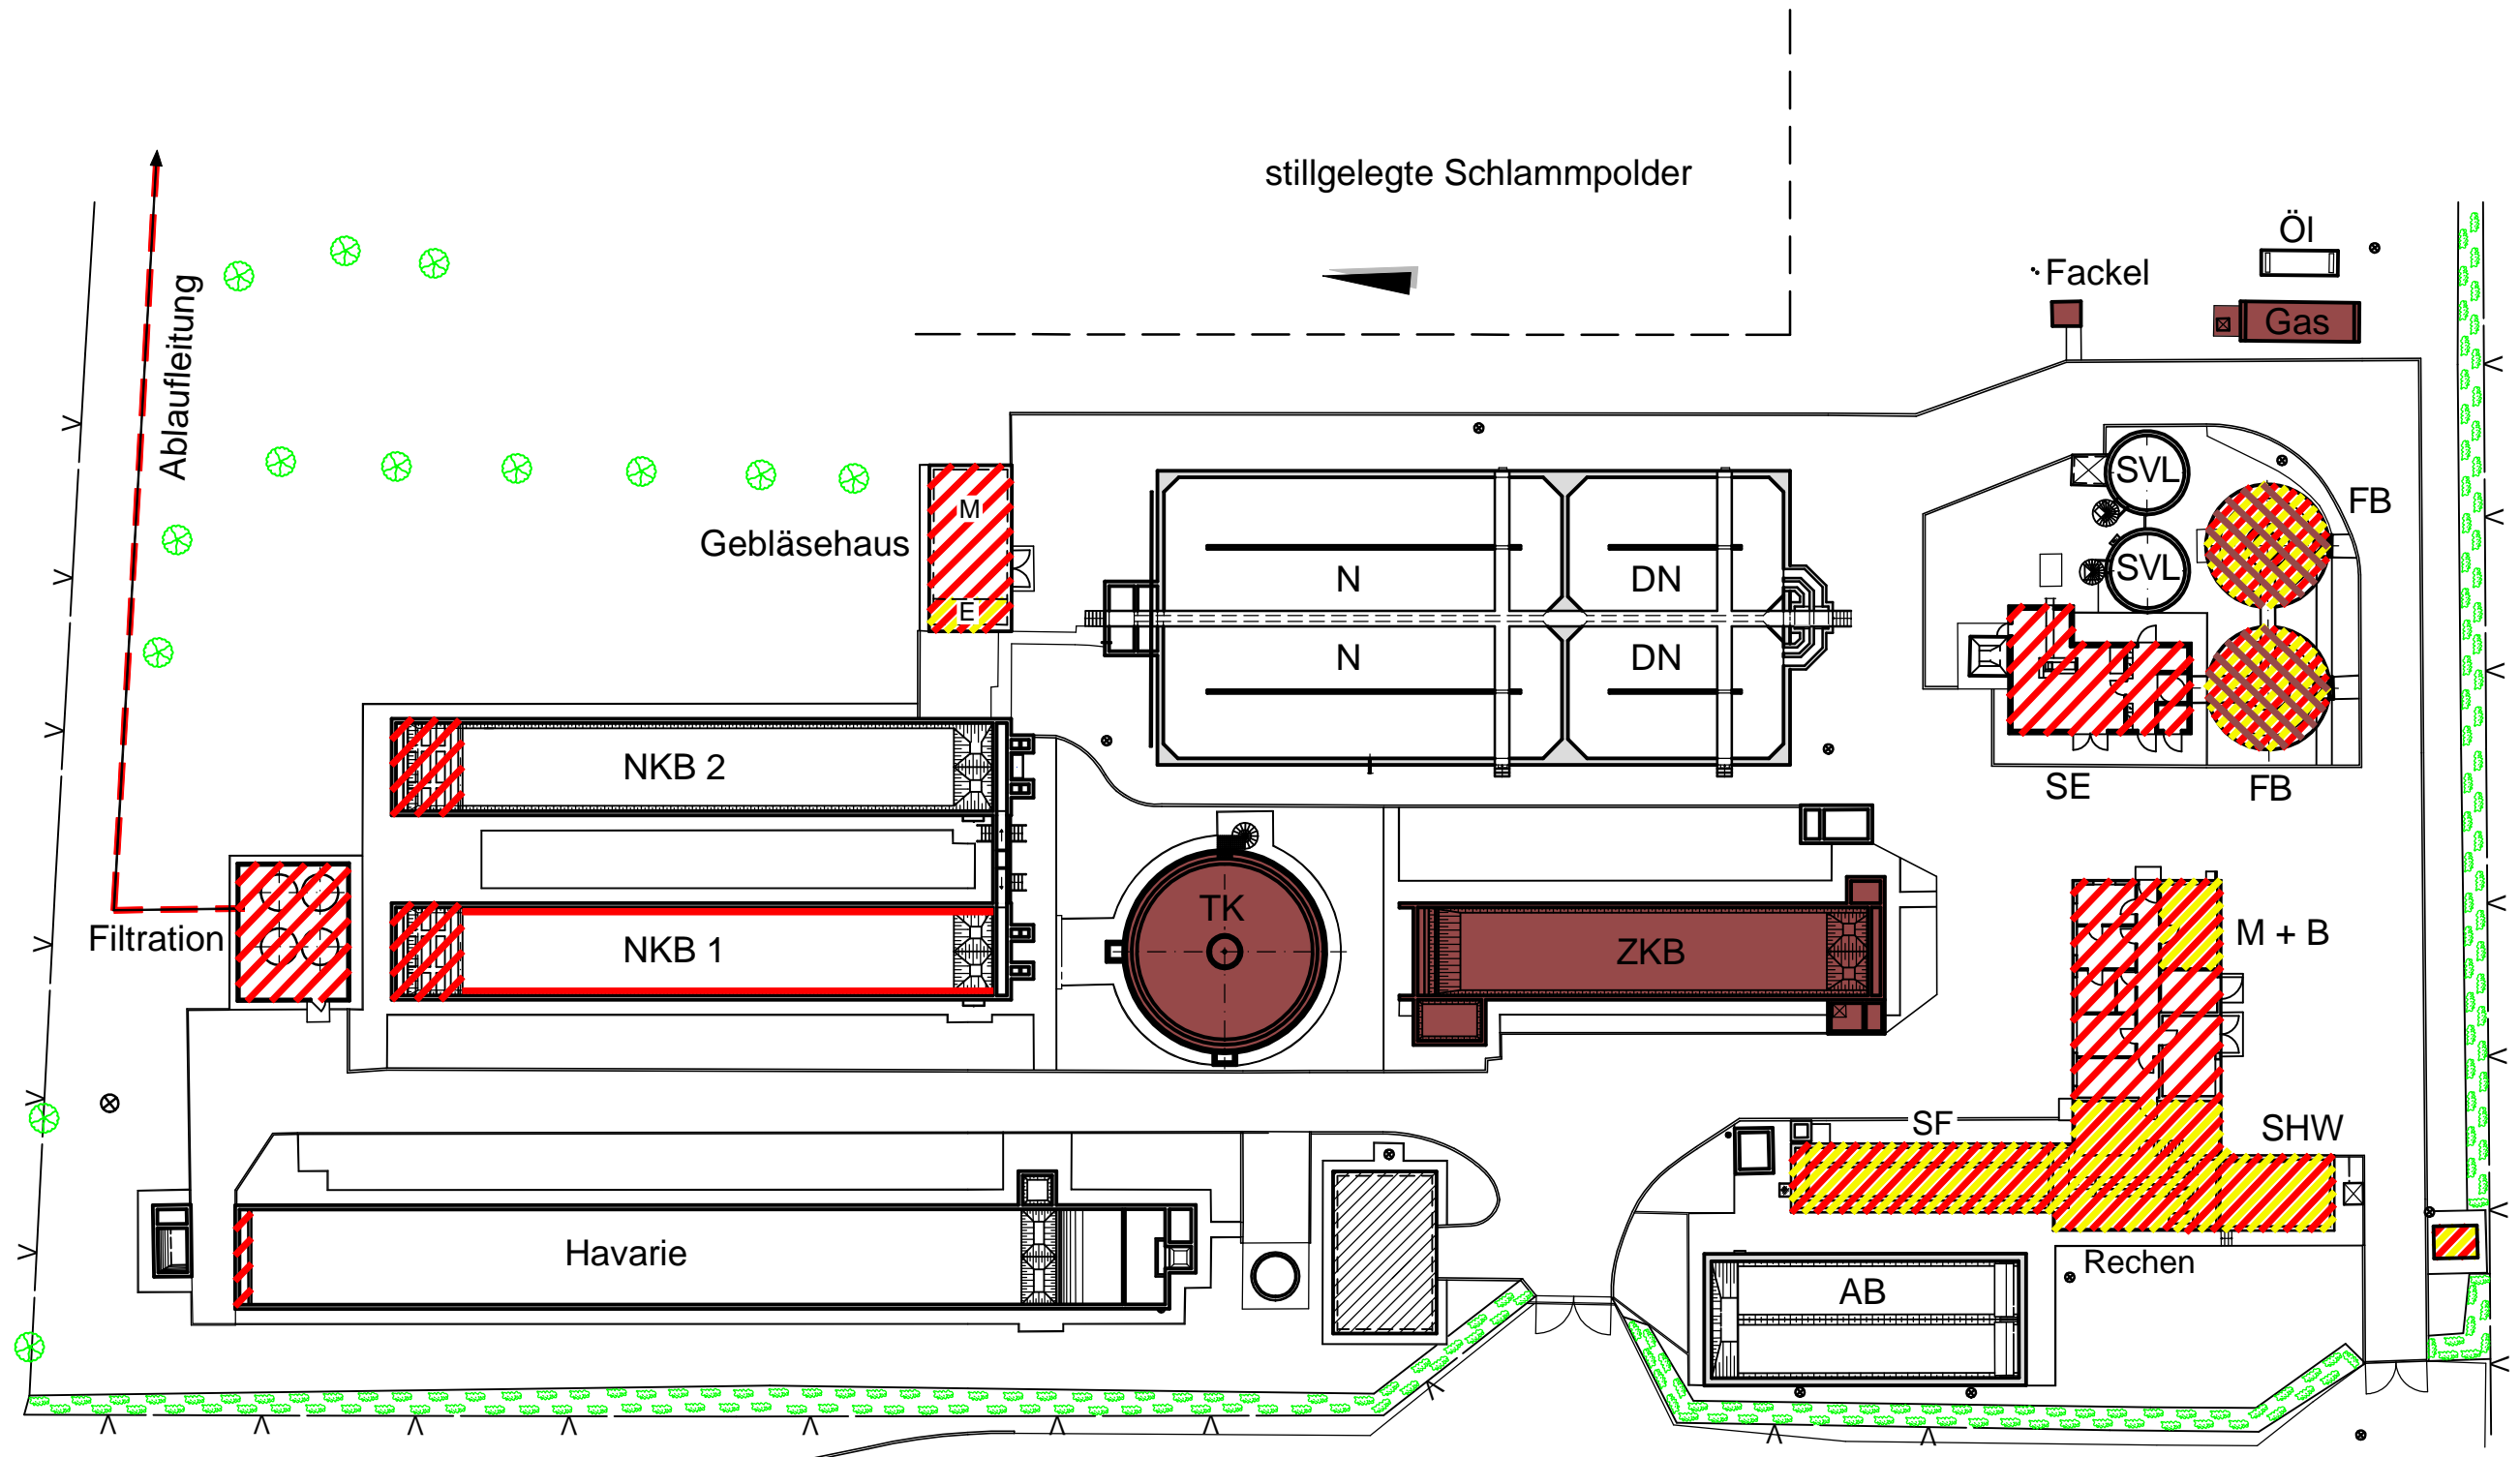 stillgelegte Schlammpolder
Öl
Fackel
Gas
Ablaufleitung
SVL
FB
M
Gebläsehaus
SVL
N
DN
E
N
DN
NKB 2
SE
FB
TK
M + B
Filtration
NKB 1
ZKB
SF
SHW
Havarie
Rechen
AB